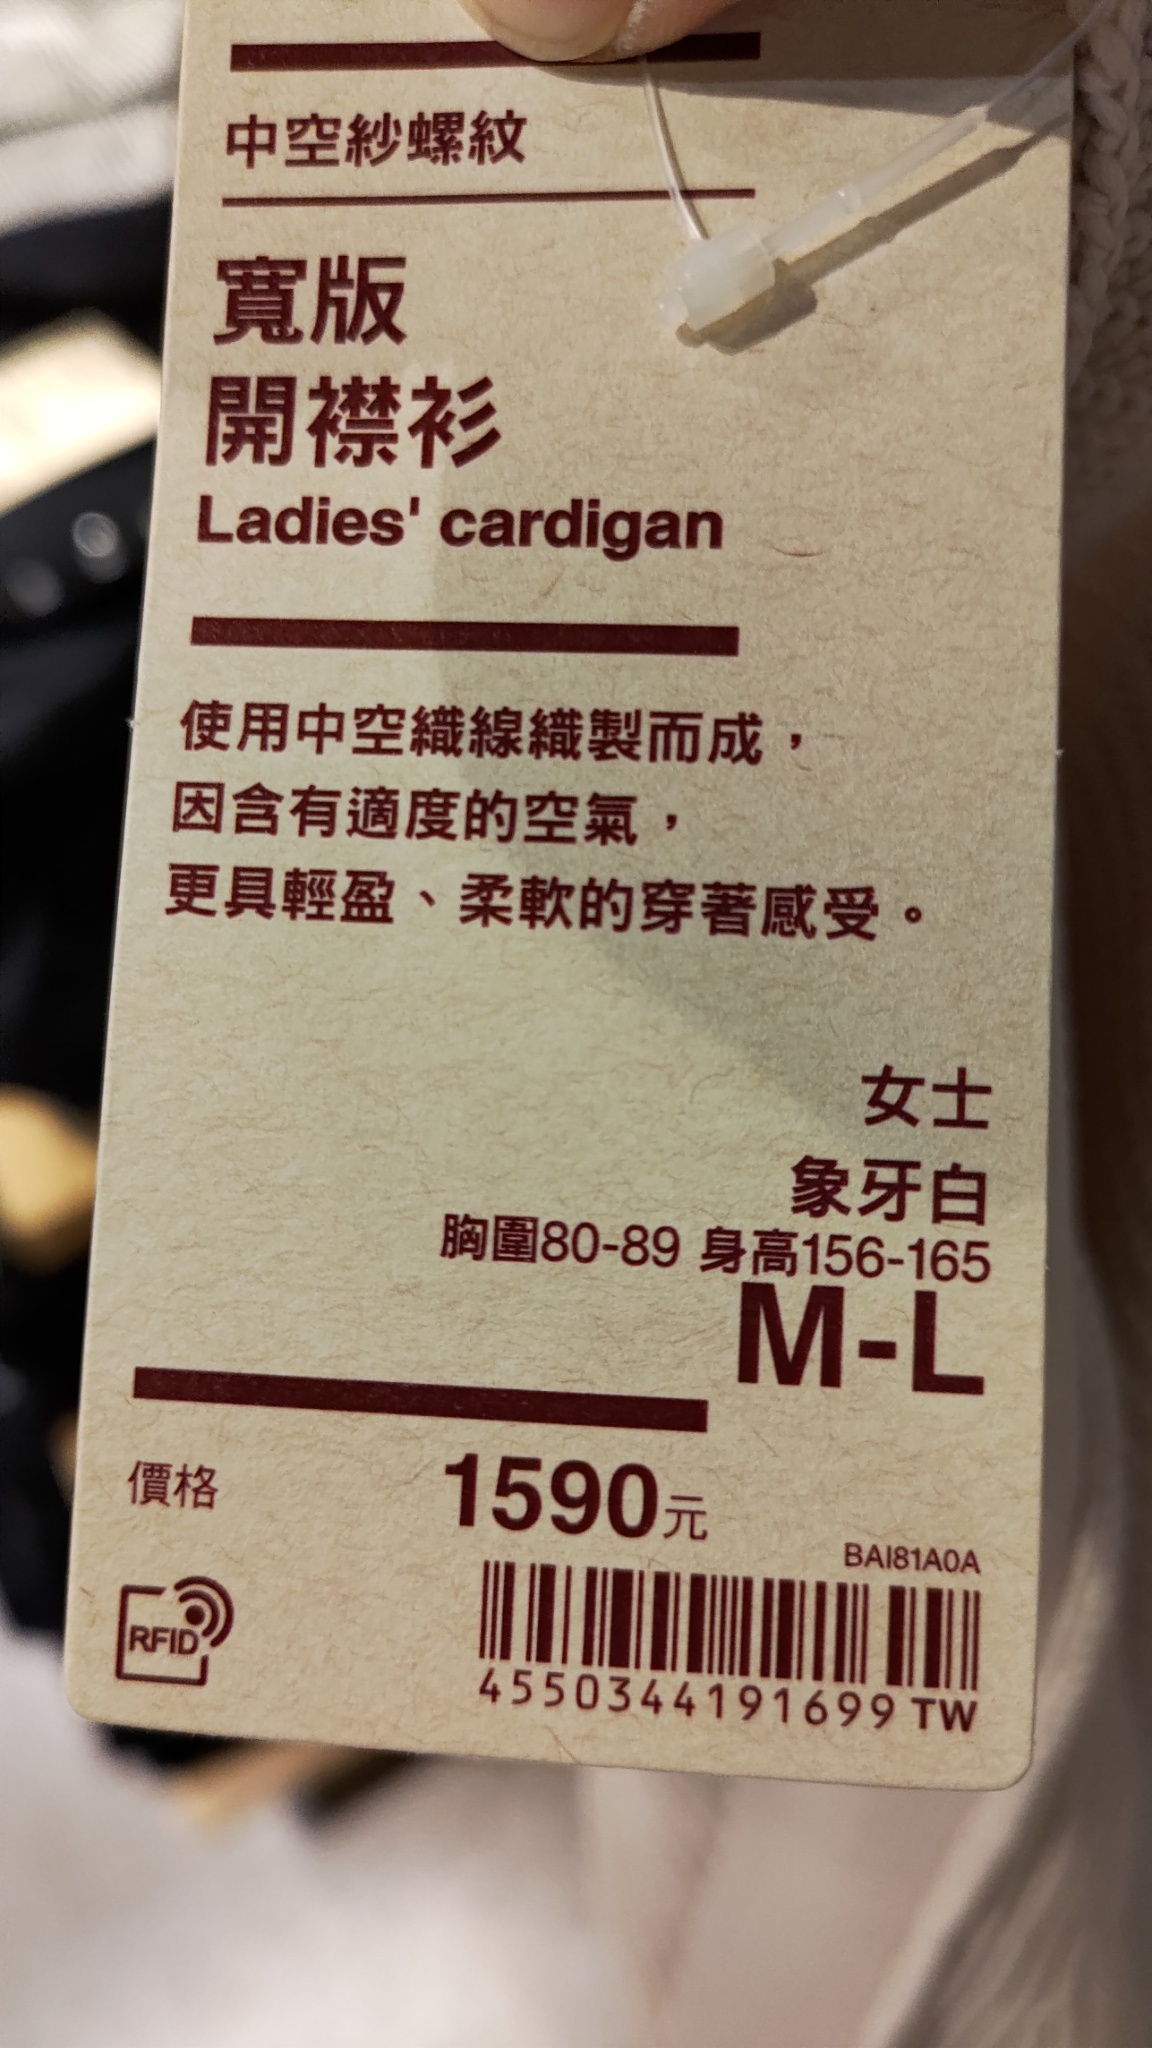 中空紗螺紋
寬版
開襟衫
Ladies' cardigan
使用中空織線織製而成，
因含有適度的空氣，
更具輕盈、柔軟的穿著感受。
女士
象牙白
胸圍80-89 身高156-165
M-L
價格 1590元
BAI81A0A
RFID
4550344191699 TW